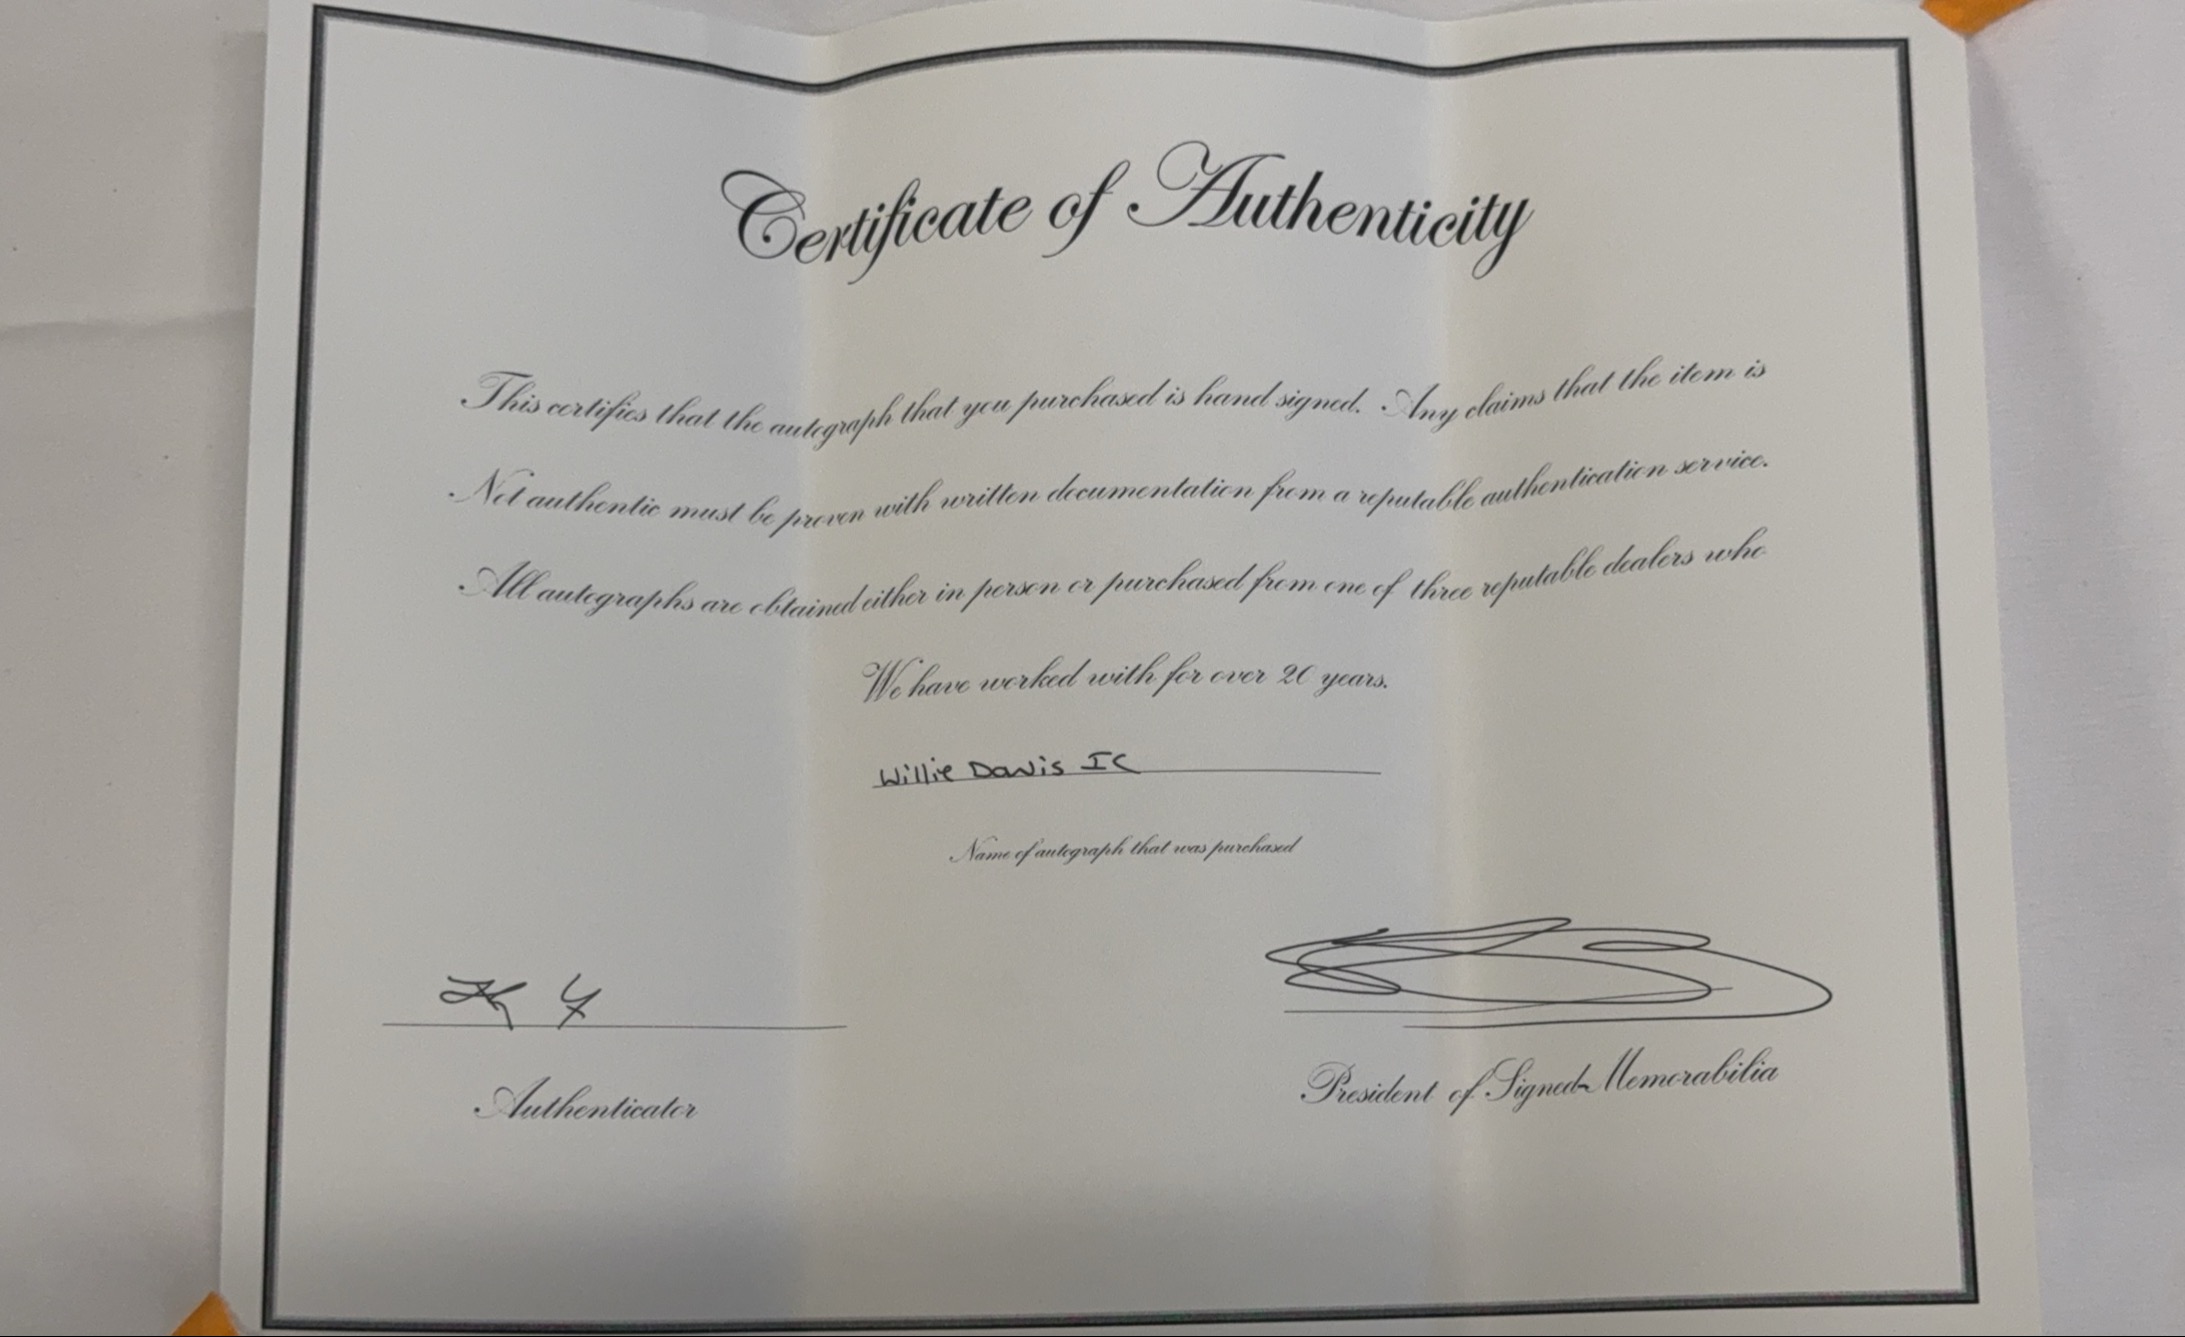 Certificate of Authenticity
This certifies that the autograph that you purchased is hand signed. Any claims that the item is
Not authentic must be proven with written documentation from a reputable authentication service.
All autographs are obtained either in person or purchased from one of three reputable dealers who
We have worked with for over 20 years.
Willie Davis IC
Name of autograph that was purchased
Authenticator
President of Signed-Memorabilia